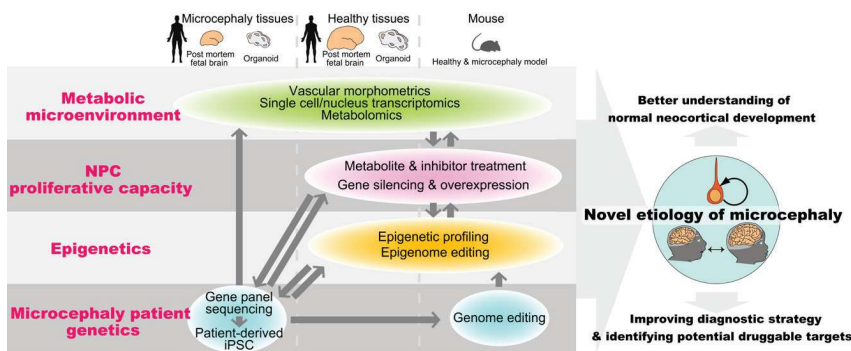 Microcephaly tissues
Healthy tissues
Mouse
Post mortem
fetal brain
Organoid
Post mortem
fetal brain
Organoid
Healthy & microcephaly model
Metabolic
microenvironment
Vascular morphometrics
Single cell/nucleus transcriptomics
Metabolomics
NPC
proliferative capacity
Metabolite & inhibitor treatment
Gene silencing & overexpression
Epigenetics
Epigenetic profiling
Epigenome editing
Microcephaly patient
genetics
Gene panel
sequencing
Patient-derived
iPSC
Genome editing
Better understanding of
normal neocortical development
Novel etiology of microcephaly
Improving diagnostic strategy
& identifying potential druggable targets